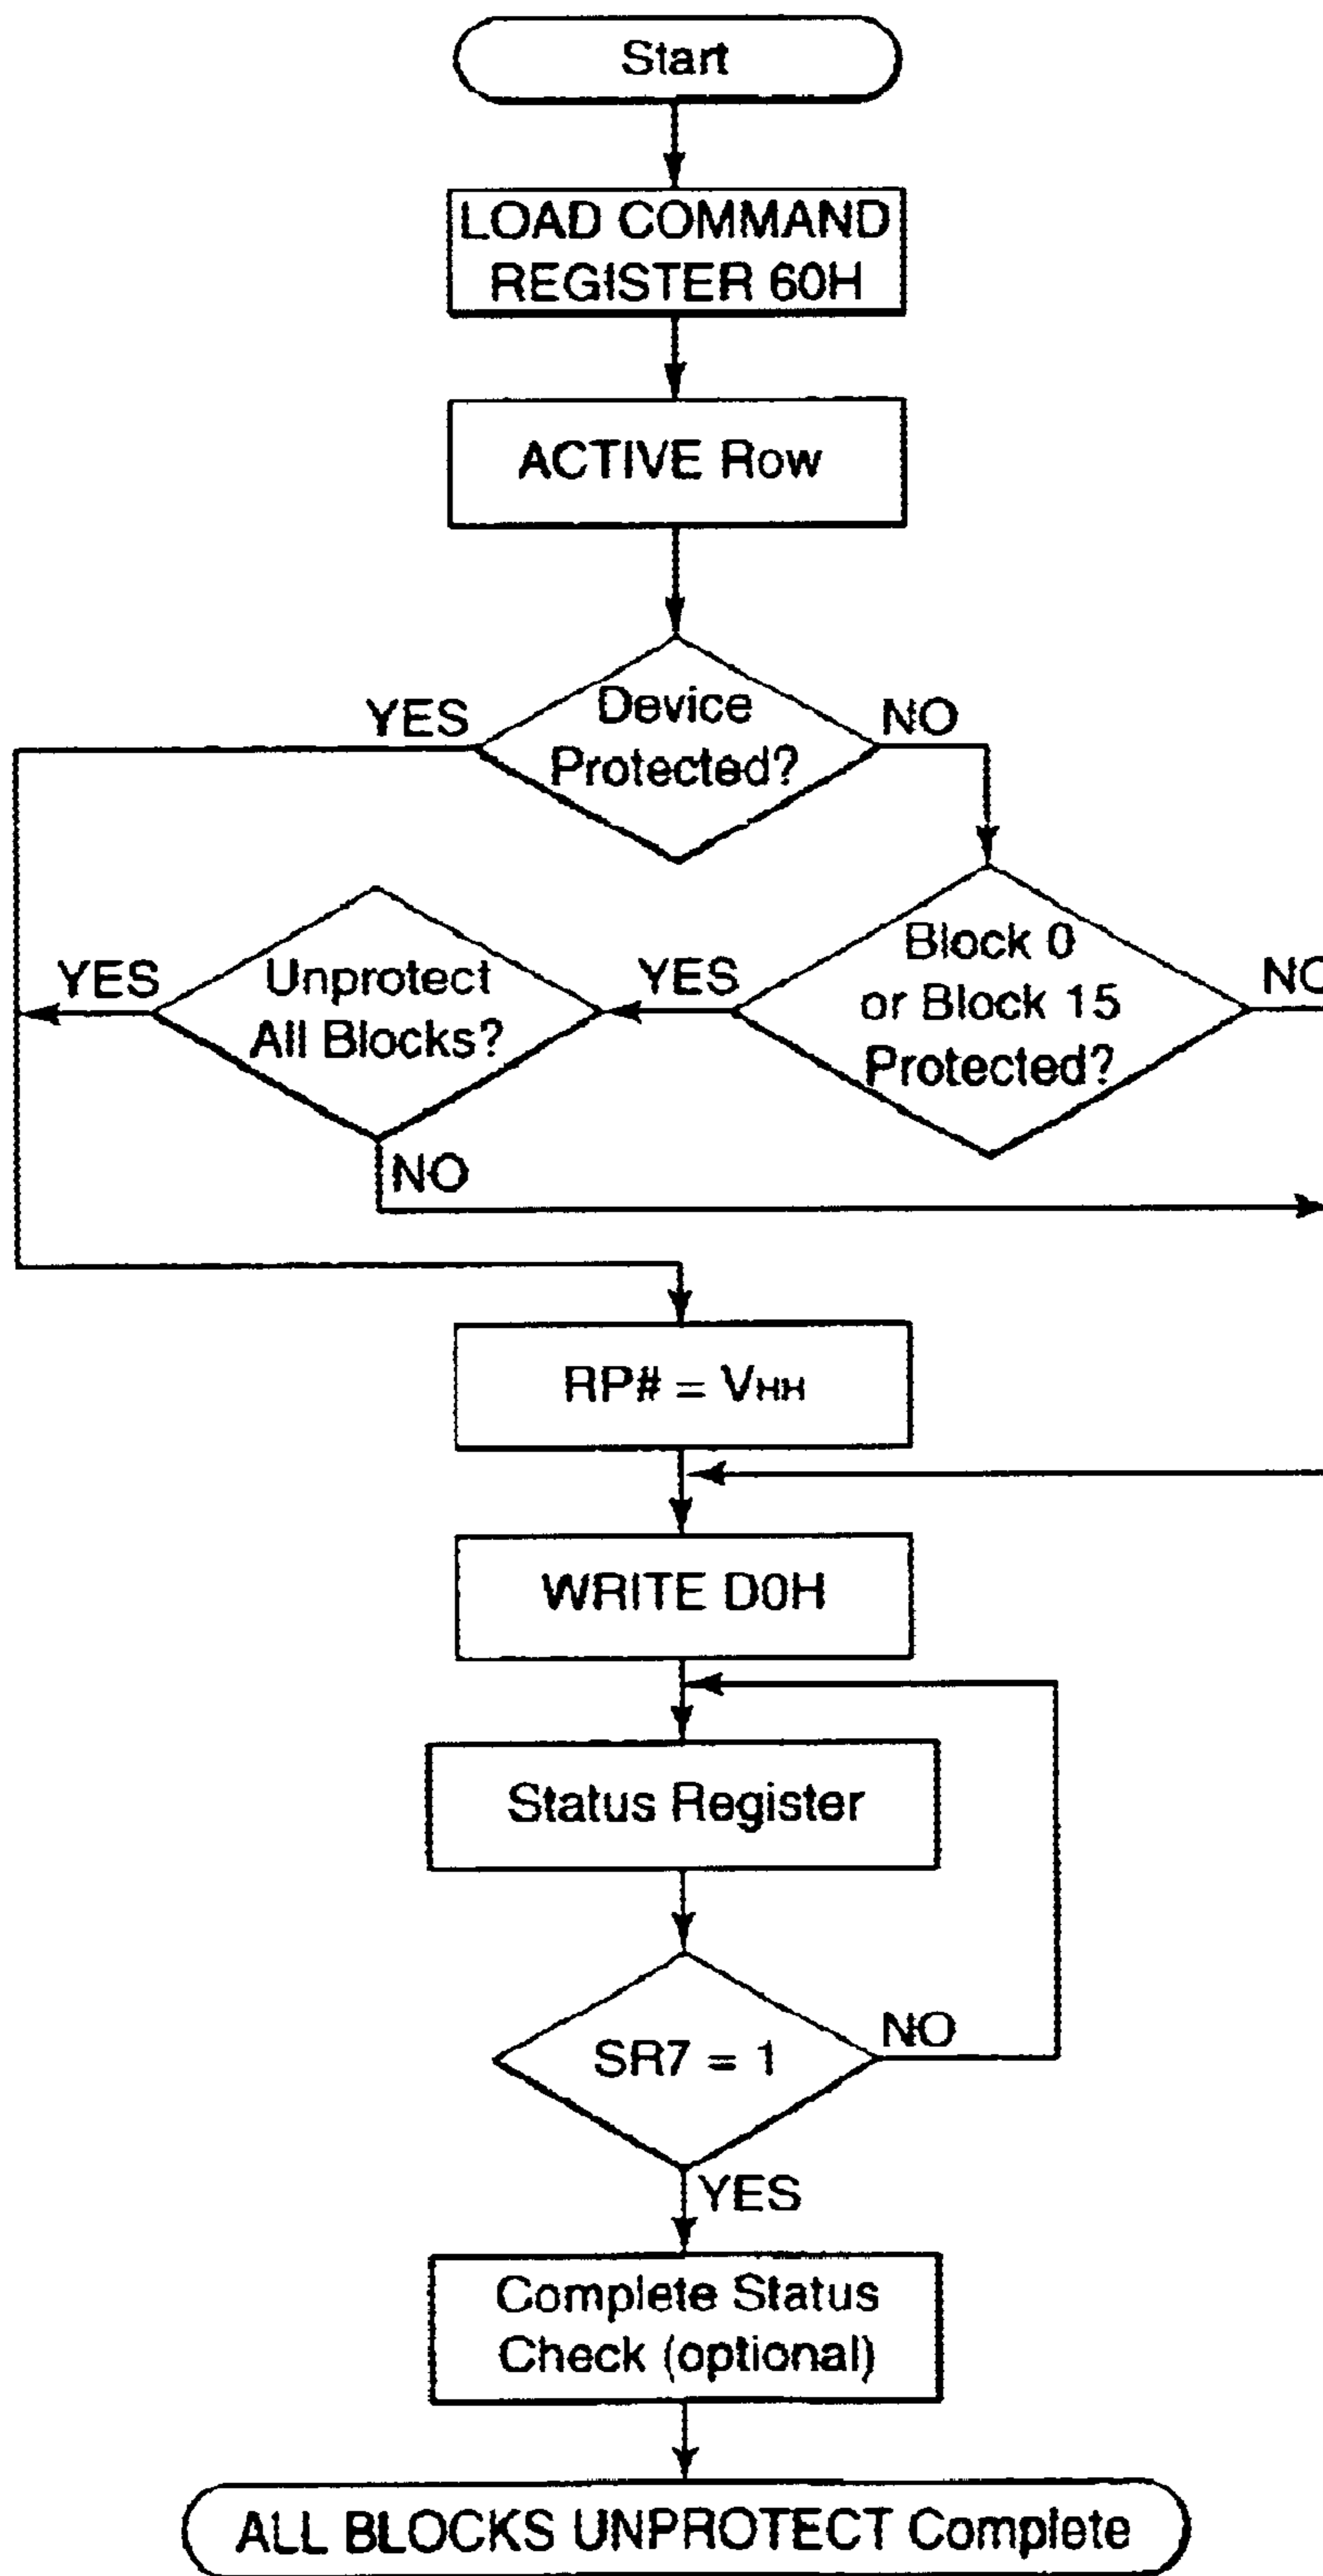 Start
LOAD COMMAND
REGISTER 60H
ACTIVE Row
YES
Device
Protected?
NO
YES
Unprotect
All Blocks?
YES
Block 0
or Block 15
Protected?
NO
NO
RP# = VHH
WRITE D0H
Status Register
SR7 = 1
NO
YES
Complete Status
Check (optional)
ALL BLOCKS UNPROTECT Complete